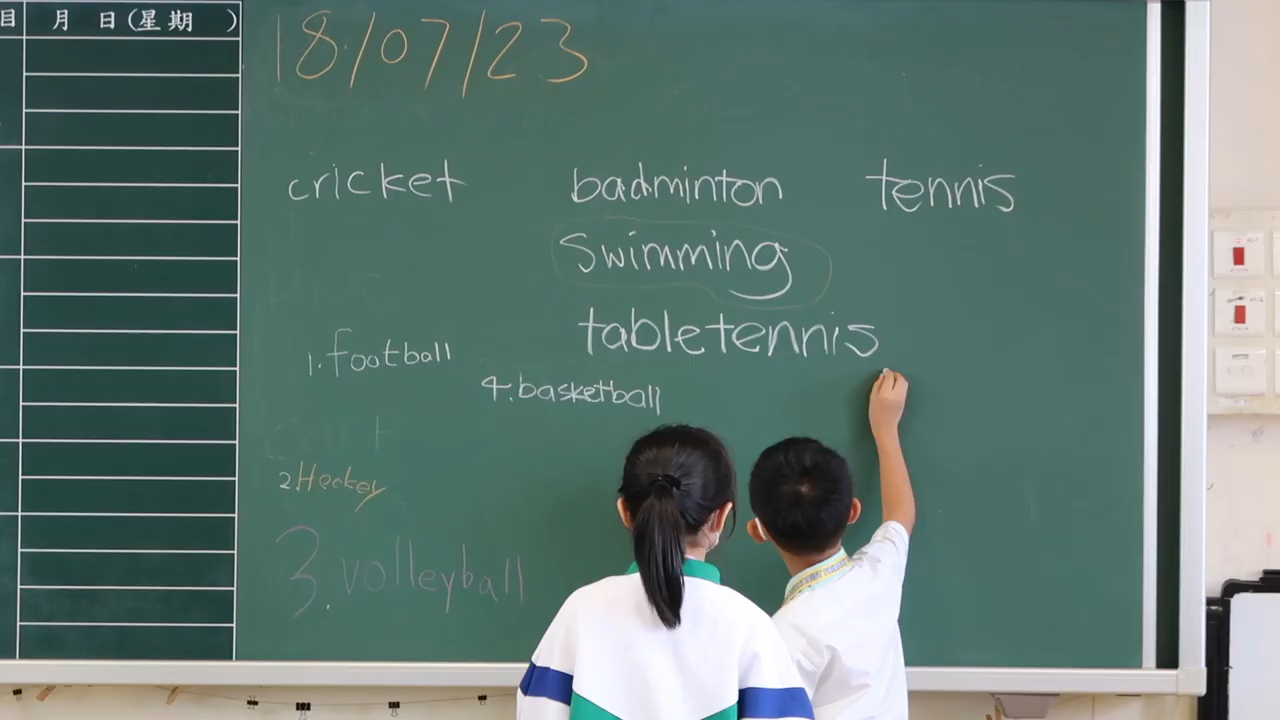 目 月 日(星期 )
18/07/23
cricket badminton tennis
swimming
tabletennis
1.football
4.basketball
2.Hockey
3.volleyball